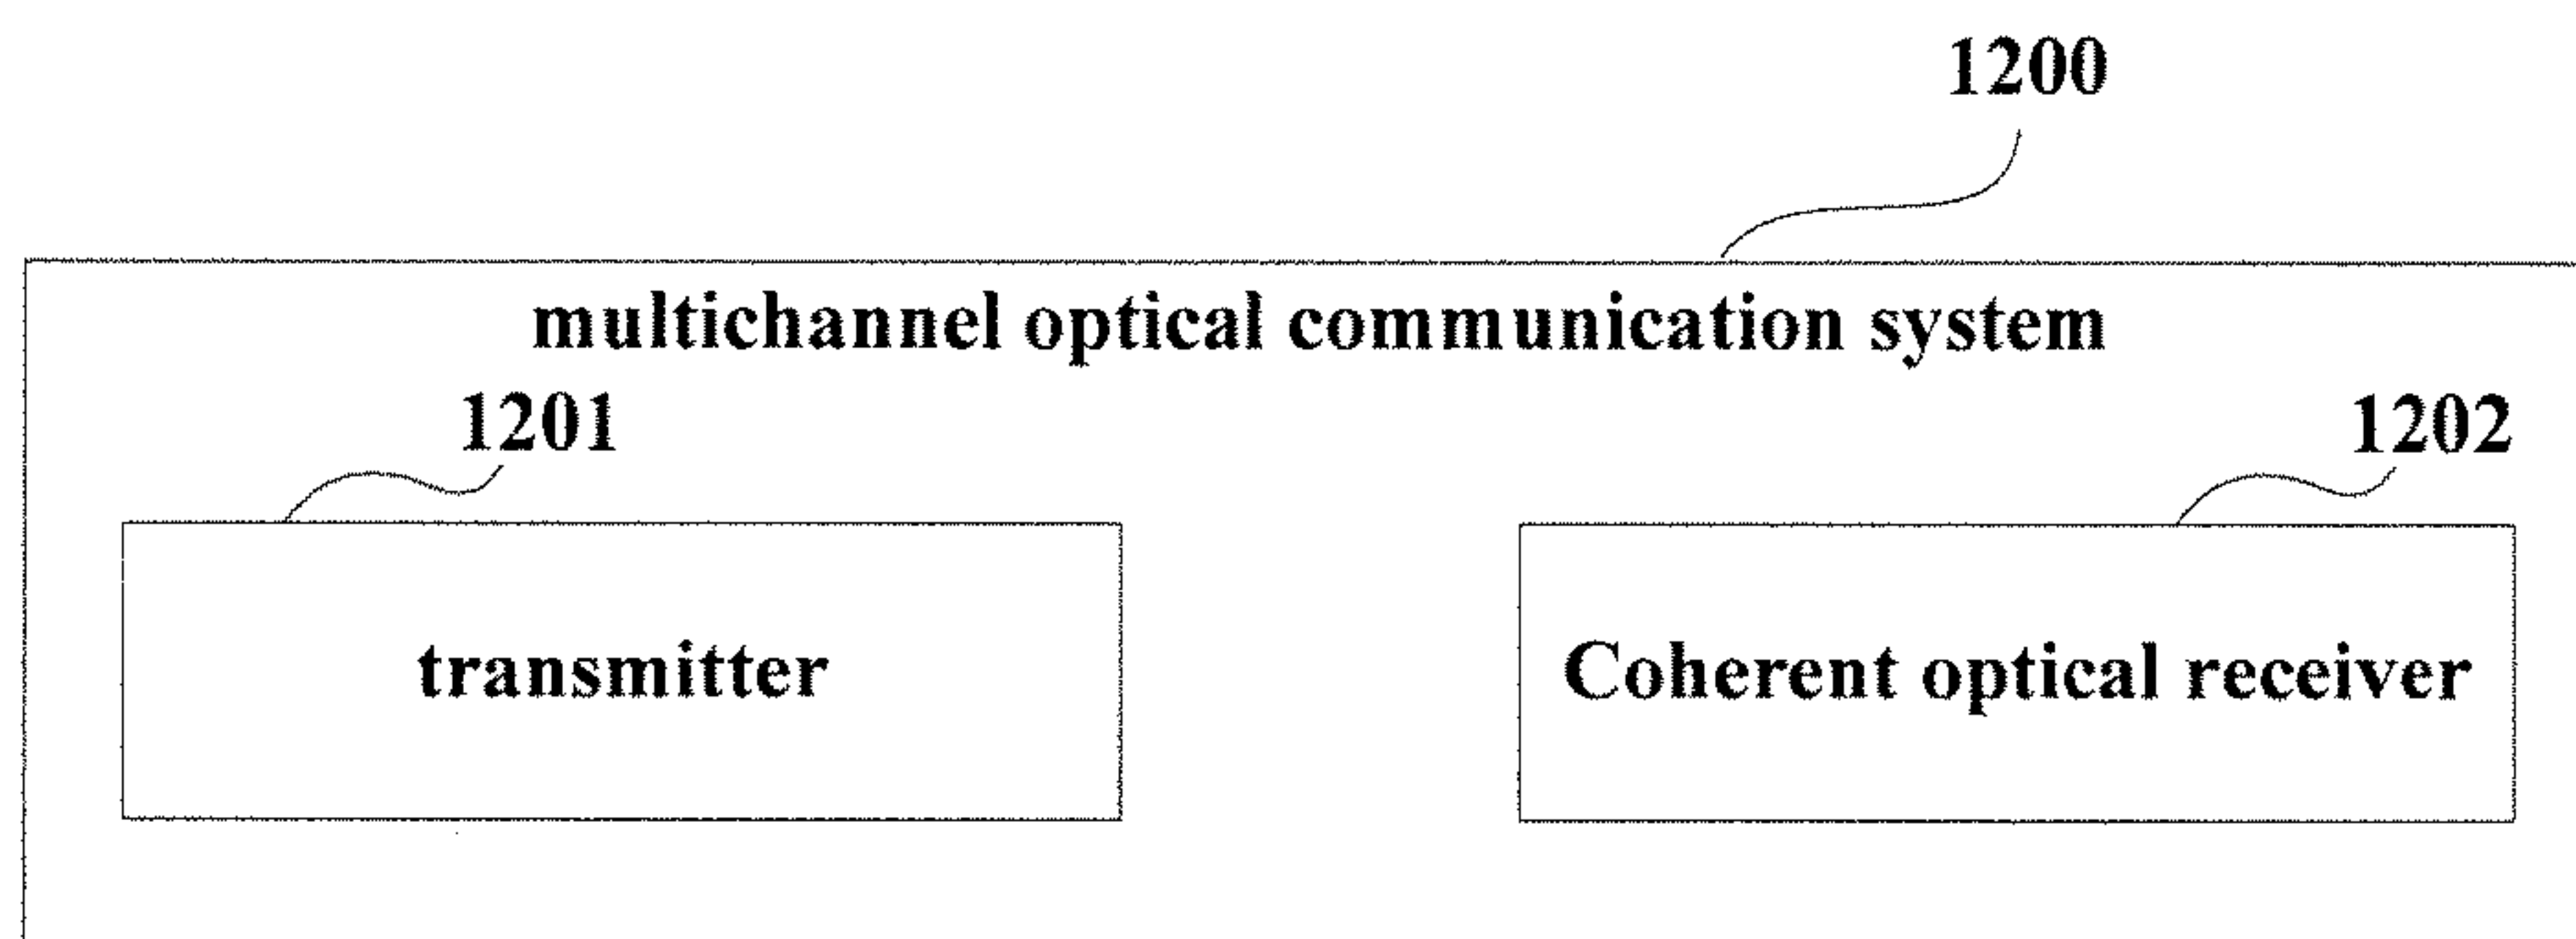 1200
multichannel optical communication system
1201
1202
transmitter
Coherent optical receiver